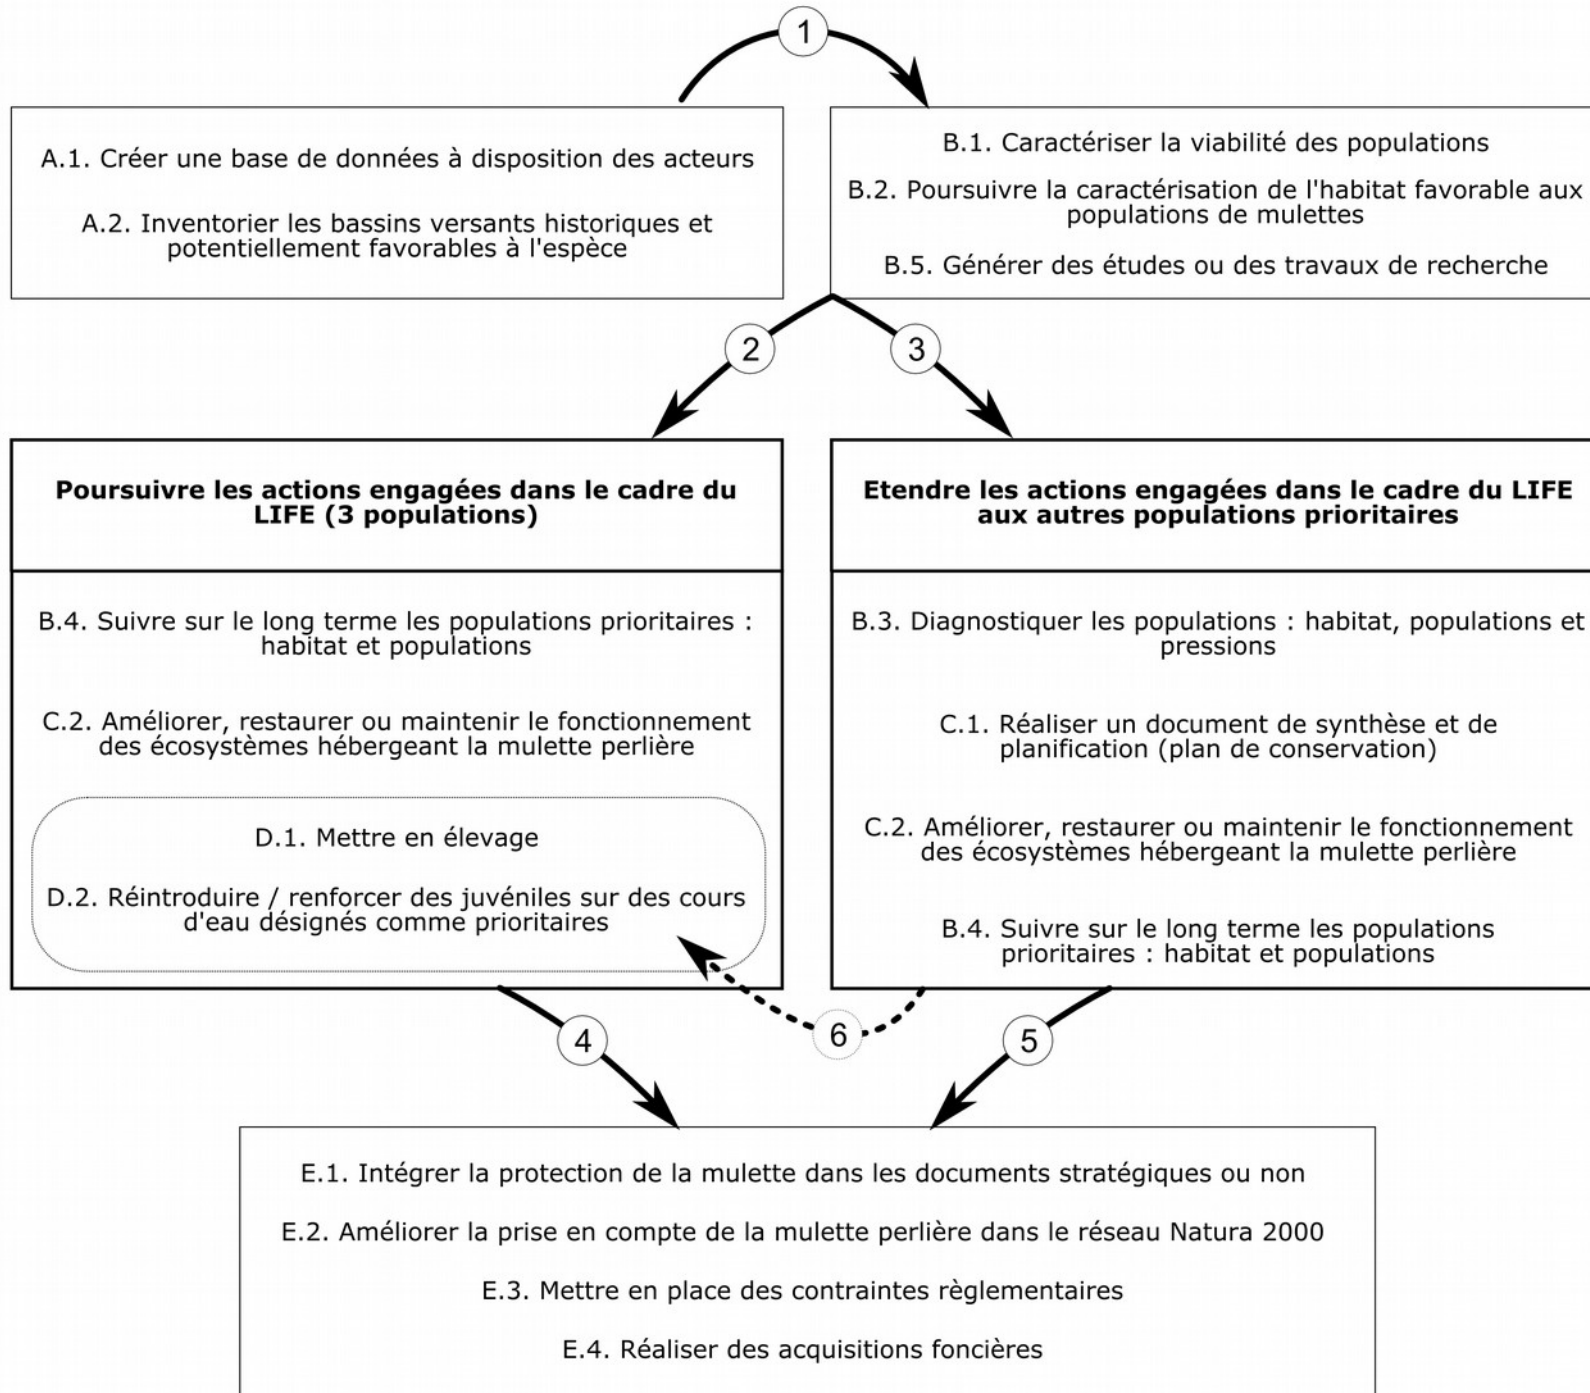 1
A.1. Créer une base de données à disposition des acteurs
A.2. Inventorier les bassins versants historiques et
potentiellement favorables à l'espèce
B.1. Caractériser la viabilité des populations
B.2. Poursuivre la caractérisation de l'habitat favorable aux
populations de mulettes
B.5. Générer des études ou des travaux de recherche
2
3
Poursuivre les actions engagées dans le cadre du
LIFE (3 populations)
B.4. Suivre sur le long terme les populations prioritaires :
habitat et populations
C.2. Améliorer, restaurer ou maintenir le fonctionnement
des écosystèmes hébergeant la mulette perlière
D.1. Mettre en élevage
D.2. Réintroduire / renforcer des juvéniles sur des cours
d'eau désignés comme prioritaires
Etendre les actions engagées dans le cadre du LIFE
aux autres populations prioritaires
B.3. Diagnostiquer les populations : habitat, populations et
pressions
C.1. Réaliser un document de synthèse et de
planification (plan de conservation)
C.2. Améliorer, restaurer ou maintenir le fonctionnement
des écosystèmes hébergeant la mulette perlière
B.4. Suivre sur le long terme les populations
prioritaires : habitat et populations
4
6
5
E.1. Intégrer la protection de la mulette dans les documents stratégiques ou non
E.2. Améliorer la prise en compte de la mulette perlière dans le réseau Natura 2000
E.3. Mettre en place des contraintes règlementaires
E.4. Réaliser des acquisitions foncières